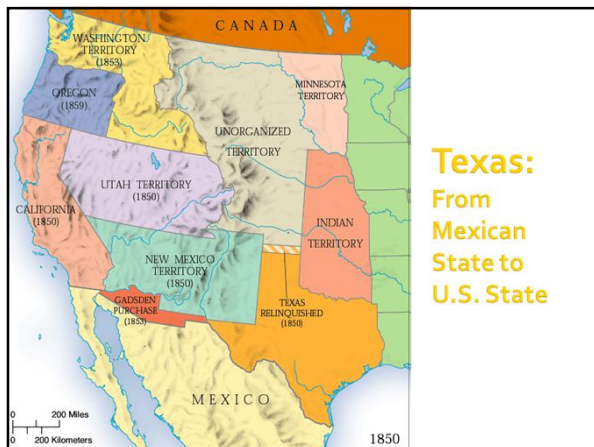 CANADA
WASHINGTON
TERRITORY
(1853)
OREGON
(1859)
MINNESOTA
TERRITORY
UNORGANIZED
TERRITORY
UTAH TERRITORY
(1850)
CALIFORNIA
(1850)
INDIAN
TERRITORY
NEW MEXICO
TERRITORY
(1850)
GADSDEN
PURCHASE
(1853)
TEXAS
RELINQUISHED
(1850)
MEXICO
0 200 Miles
0 200 Kilometers
1850
Texas:
From
Mexican
State to
U.S. State